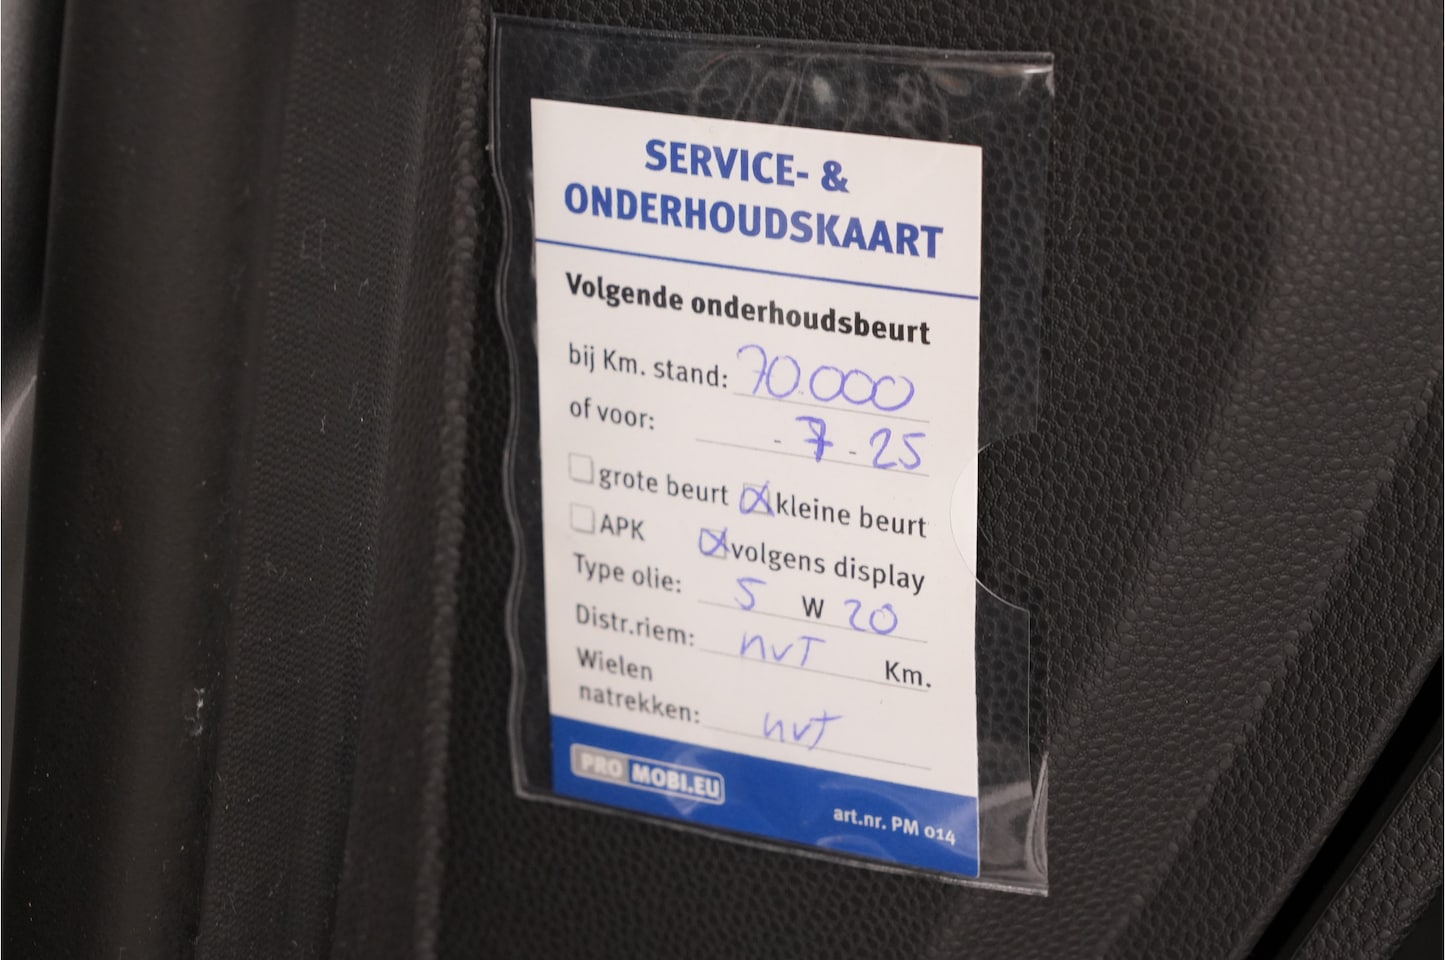 SERVICE- &
ONDERHOUDSKAART
Volgende onderhoudsbeurt
bij Km. stand: 70.000
of voor: - 7 - 25
grote beurt kleine beurt
APK volgens display
Type olie: 5 W 20
Distr.riem: nvt Km.
Wielen
natrekken: nvt
PRO MOBI.EU
art.nr. PM 014